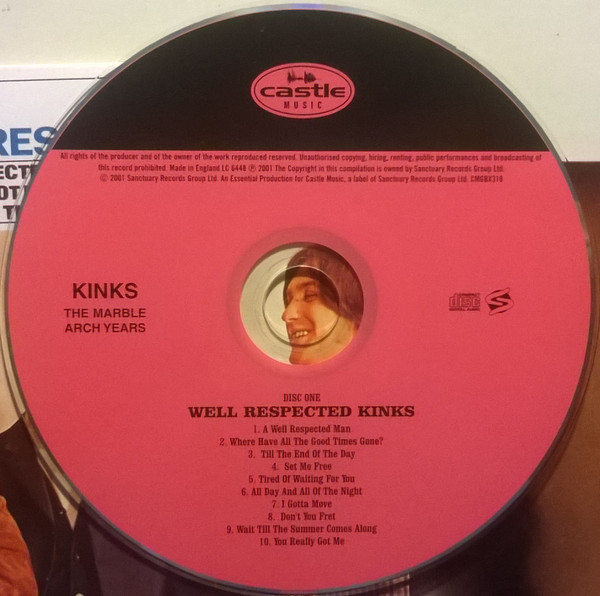 castle
MUSIC
RES
All rights of the producer and of the owner of the work reproduced reserved. Unauthorised copying, hiring, renting, public performances and broadcasting of
this record prohibited. Made in England LC 6448 ℗ 2001 The Copyright in this compilation is owned by Sanctuary Records Group Ltd.
© 2001 Sanctuary Records Group Ltd. An Essential Production for Castle Music, a label of Sanctuary Records Group Ltd. CMGBX318
ECT
OT
T
KINKS
THE MARBLE
ARCH YEARS
DISC ONE
WELL RESPECTED KINKS
1. A Well Respected Man
2. Where Have All The Good Times Gone?
3. Till The End Of The Day
4. Set Me Free
5. Tired Of Waiting For You
6. All Day And All Of The Night
7. I Gotta Move
8. Don't You Fret
9. Wait Till The Summer Comes Along
10. You Really Got Me